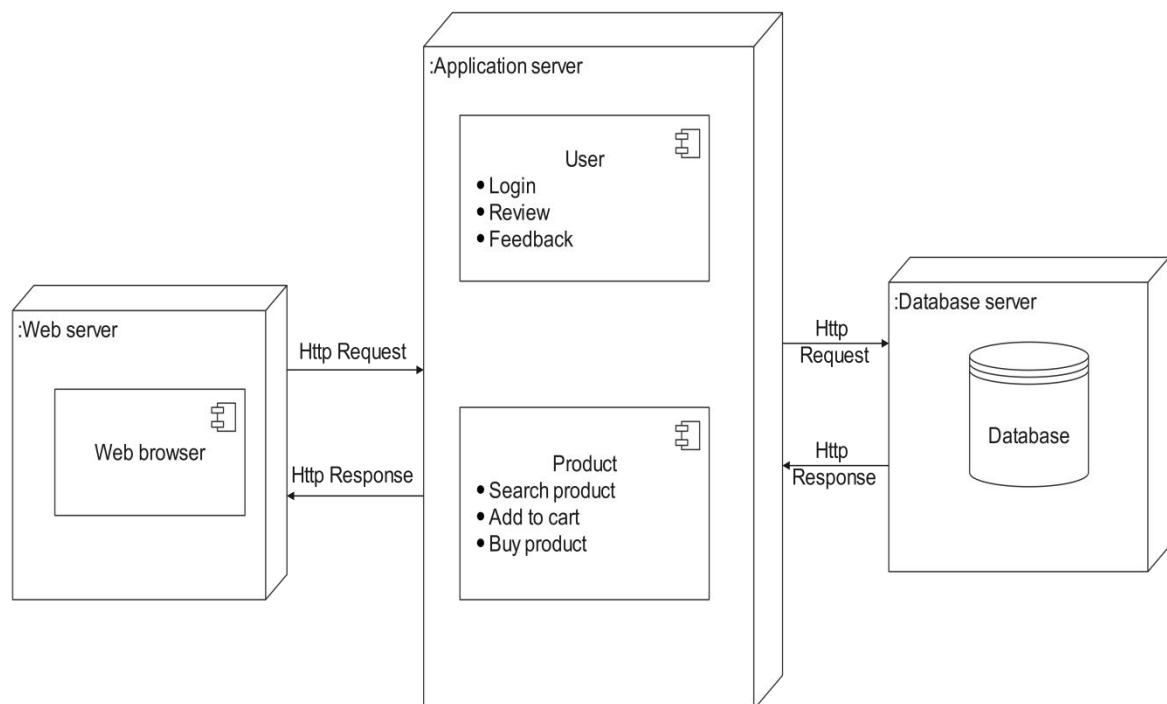 :Application server
User
• Login
• Review
• Feedback
:Web server
Web browser
Http Request
Http Response
Product
• Search product
• Add to cart
• Buy product
Http
Request
Http
Response
:Database server
Database